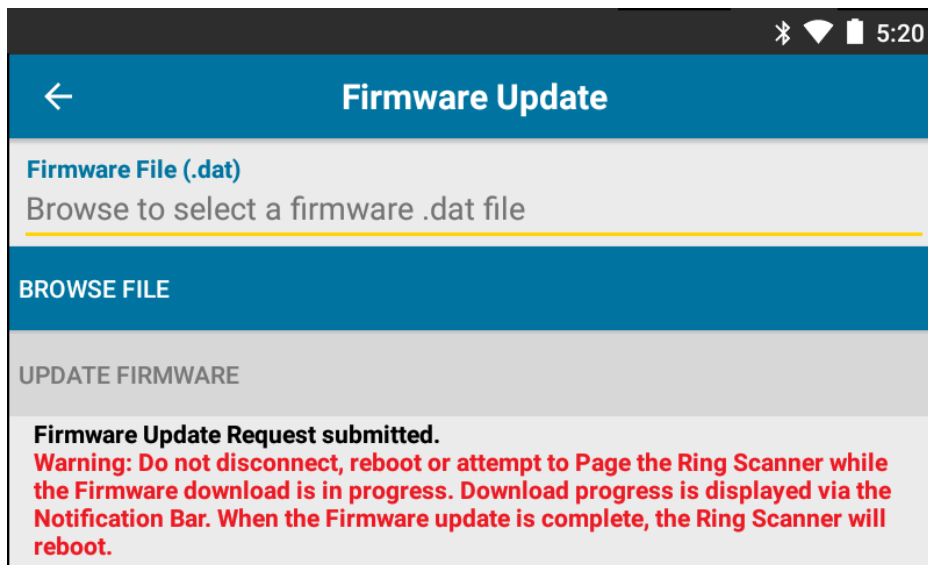 5:20
Firmware Update
Firmware File (.dat)
Browse to select a firmware .dat file
BROWSE FILE
UPDATE FIRMWARE
Firmware Update Request submitted.
Warning: Do not disconnect, reboot or attempt to Page the Ring Scanner while
the Firmware download is in progress. Download progress is displayed via the
Notification Bar. When the Firmware update is complete, the Ring Scanner will
reboot.